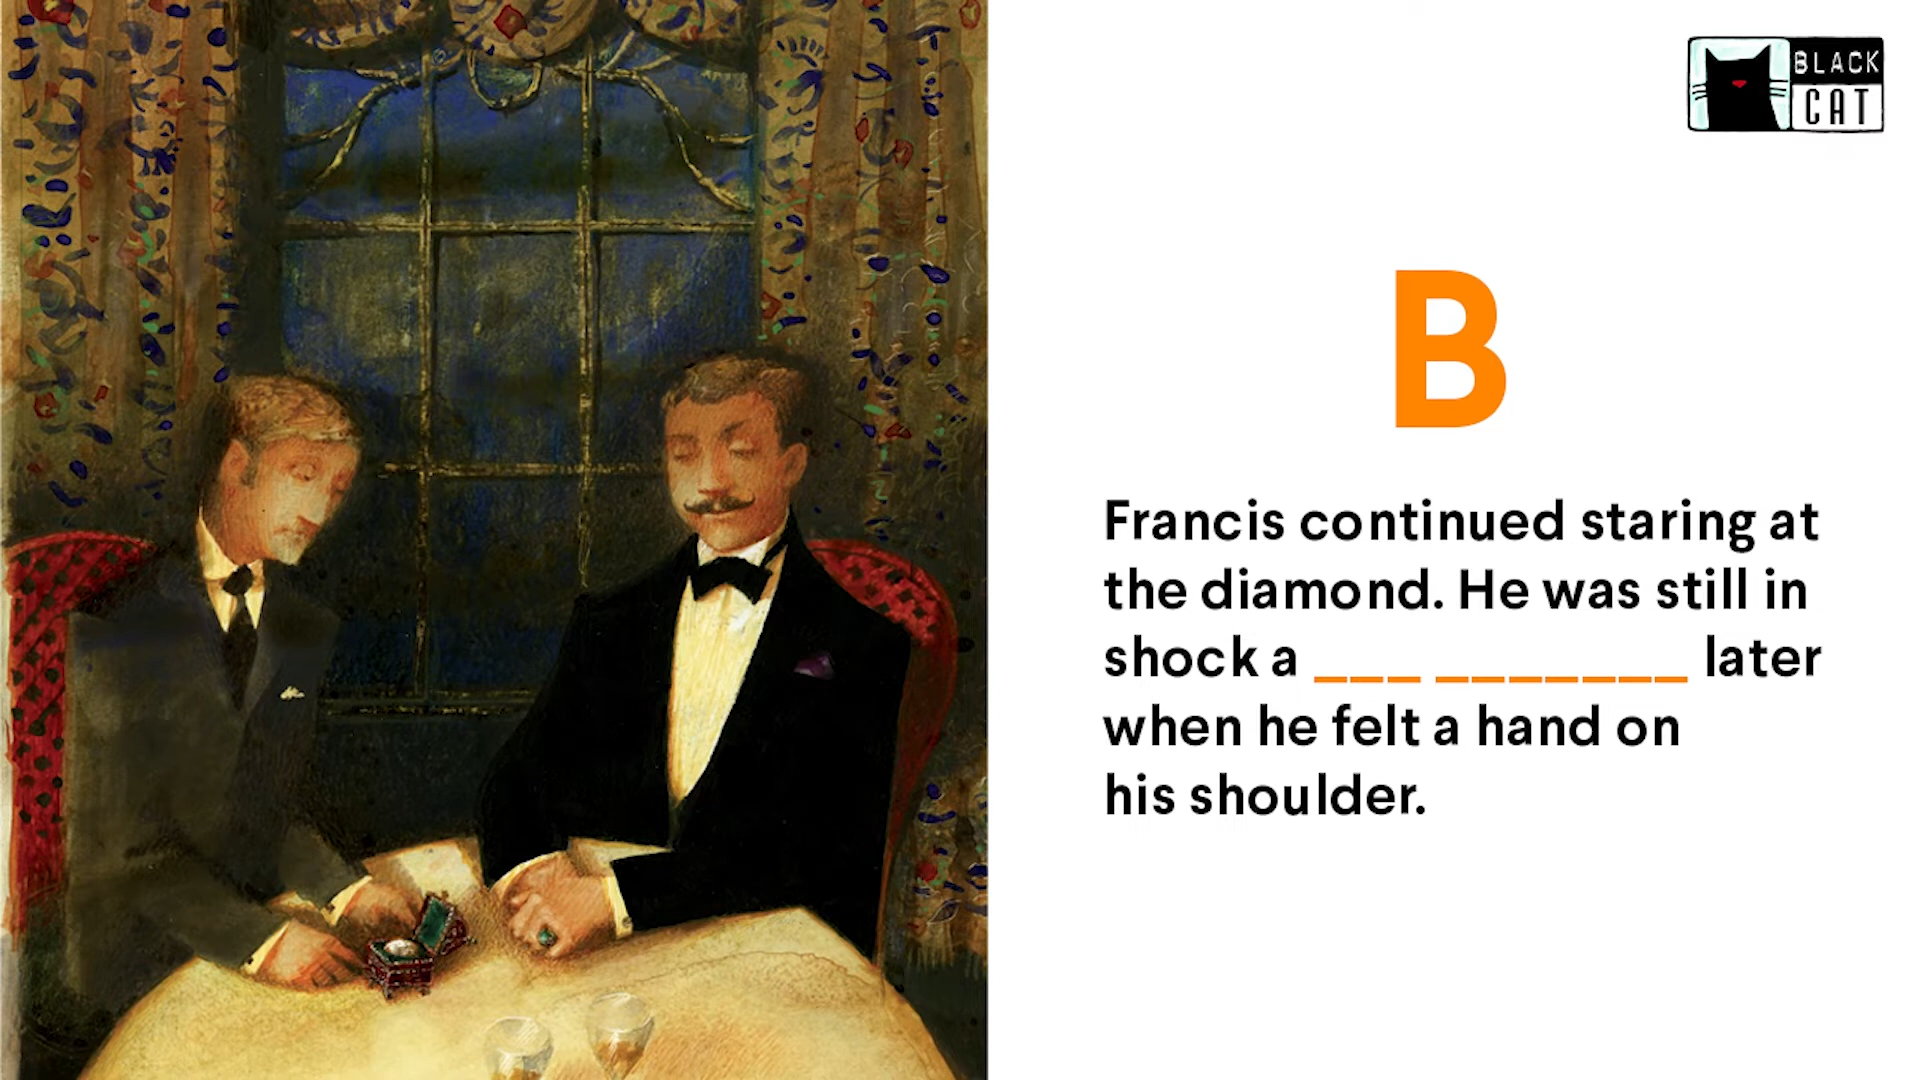 BLACK
CAT
B
Francis continued staring at
the diamond. He was still in
shock a ___ _______ later
when he felt a hand on
his shoulder.